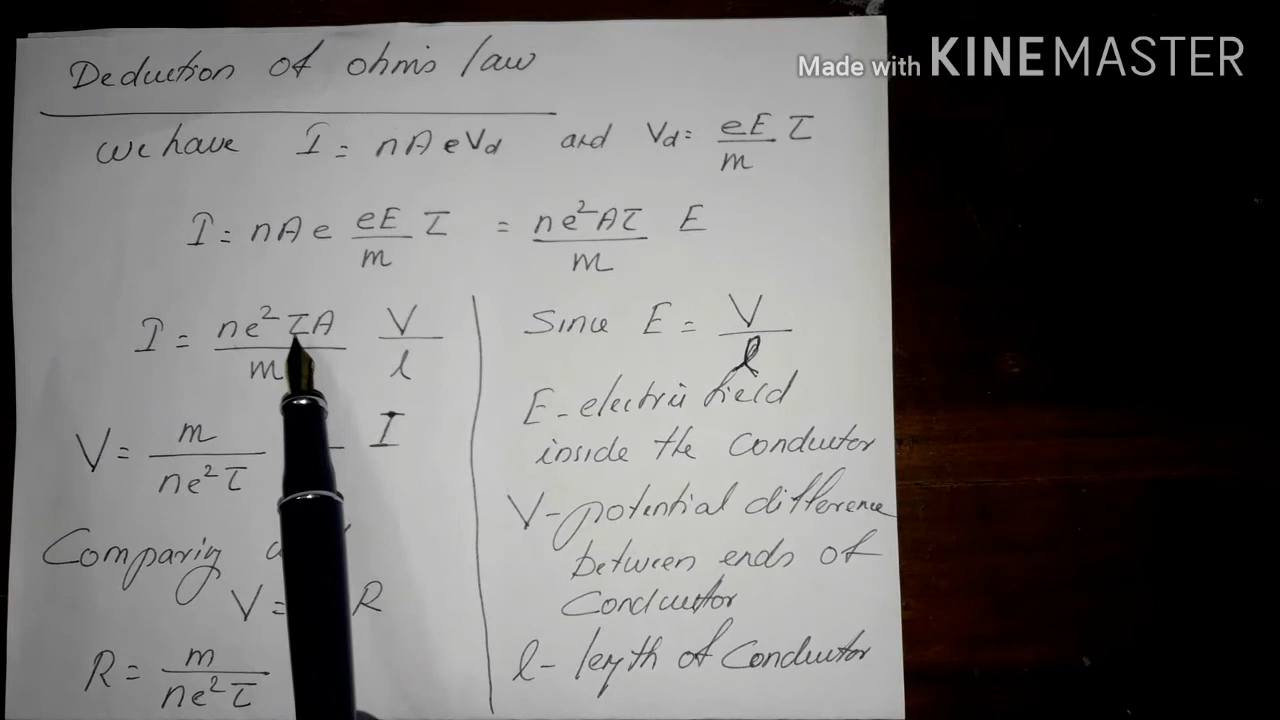 Made with KINEMASTER
Deduction of ohm's law
we have I = nAeVd and Vd = eE/m τ
I = nAe eE/m τ = ne²Aτ/m E
I = ne²τA/m V/l
V = m/ne²τ I
Comparing
V = R
R = m/ne²τ
Since E = V/l
E - electric field
inside the conductor
V - potential difference
between ends of
Conductor
l - length of Conductor